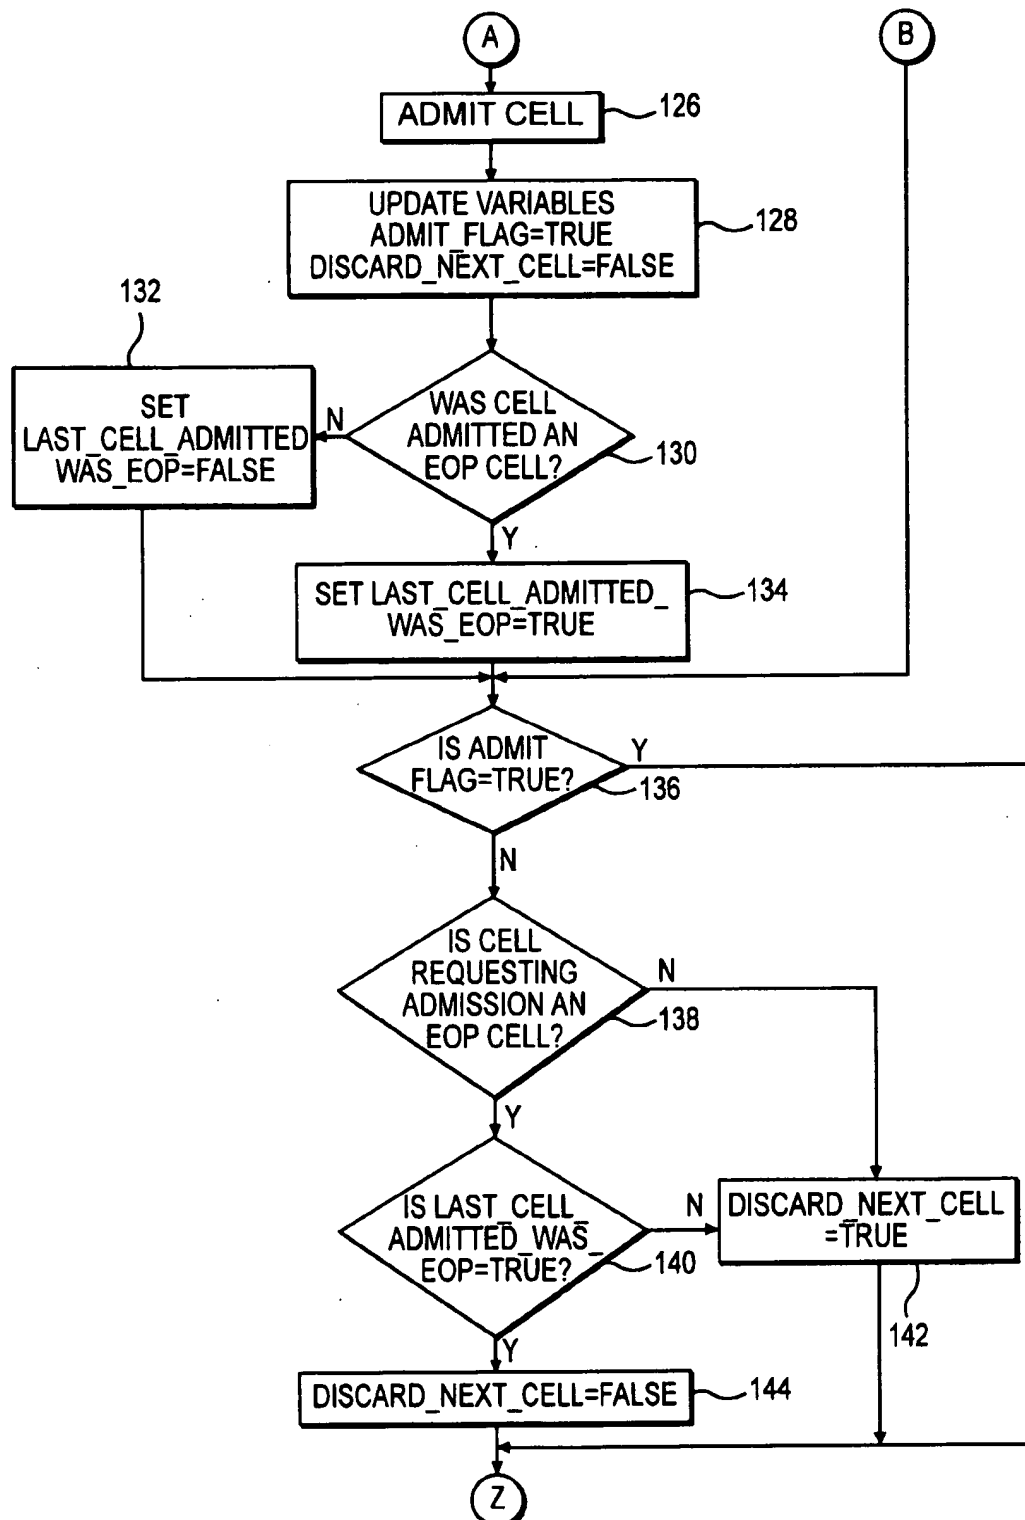 A
B
ADMIT CELL
126
UPDATE VARIABLES
ADMIT_FLAG=TRUE
DISCARD_NEXT_CELL=FALSE
128
132
SET
LAST_CELL_ADMITTED
WAS_EOP=FALSE
N
WAS CELL
ADMITTED AN
EOP CELL?
130
Y
SET LAST_CELL_ADMITTED_
WAS_EOP=TRUE
134
IS ADMIT
FLAG=TRUE?
Y
136
N
IS CELL
REQUESTING
ADMISSION AN
EOP CELL?
N
138
Y
IS LAST_CELL
ADMITTED_WAS_
EOP=TRUE?
N
140
DISCARD_NEXT_CELL
=TRUE
142
Y
DISCARD_NEXT_CELL=FALSE
144
Z